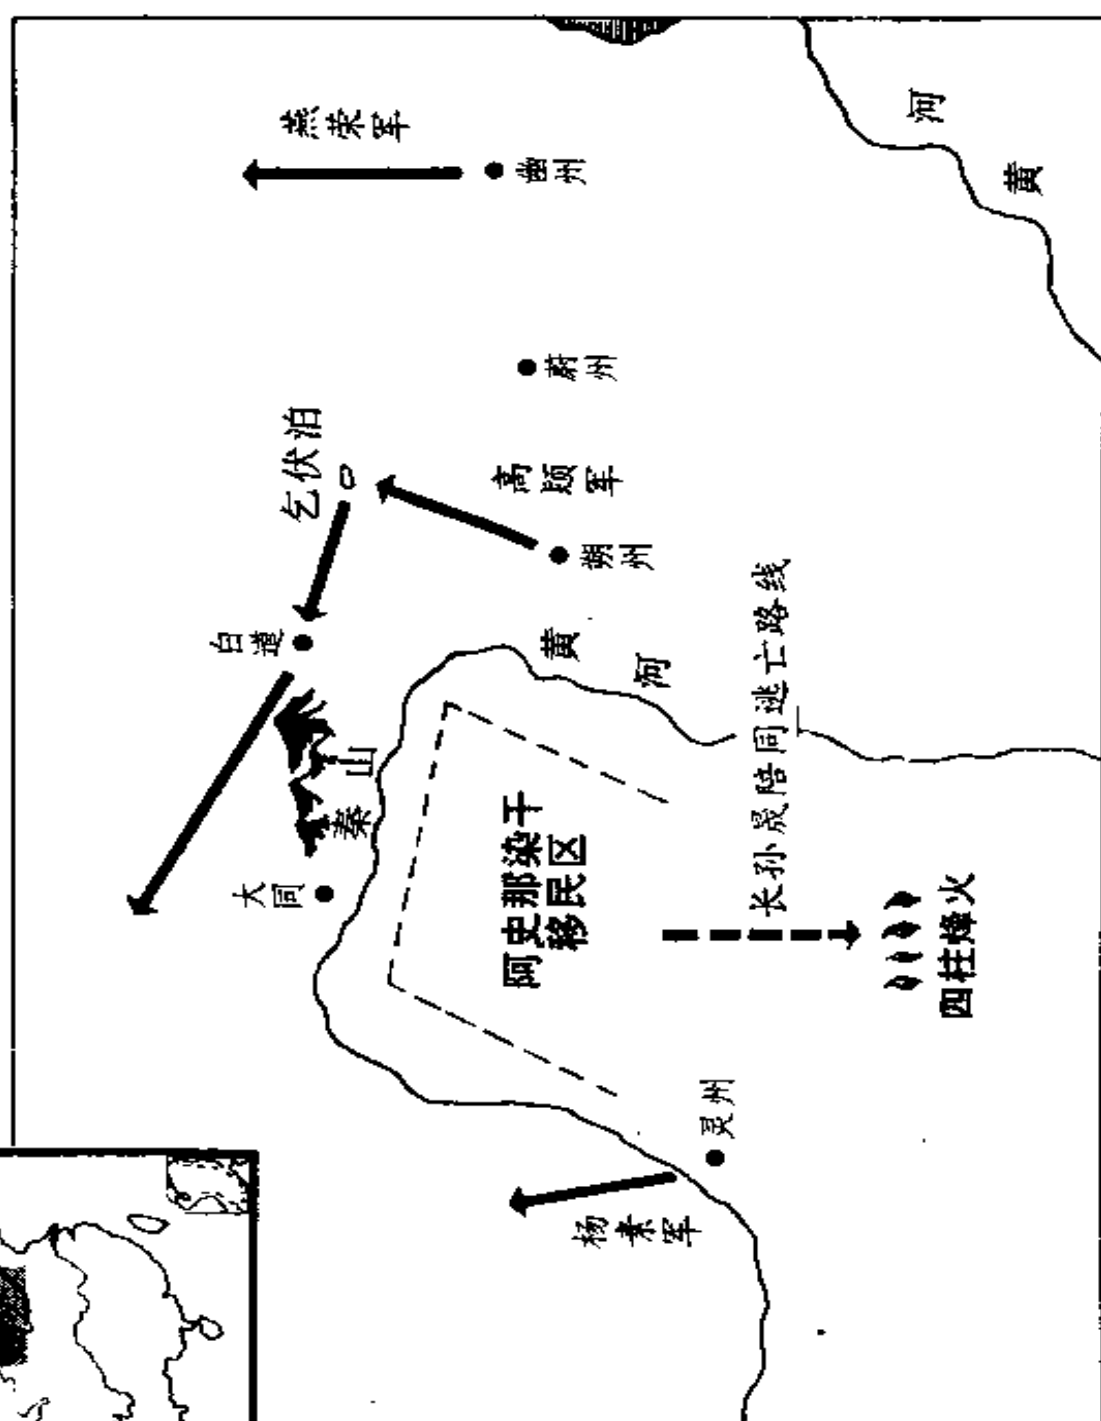 燕荣军
幽州
黄河
蔚州
乞伏泊
高颎军
朔州
白道
黄河
秦山
大同
阿史那染干
移民区
长孙晟陪同逃亡路线
四柱烽火
灵州
杨素军